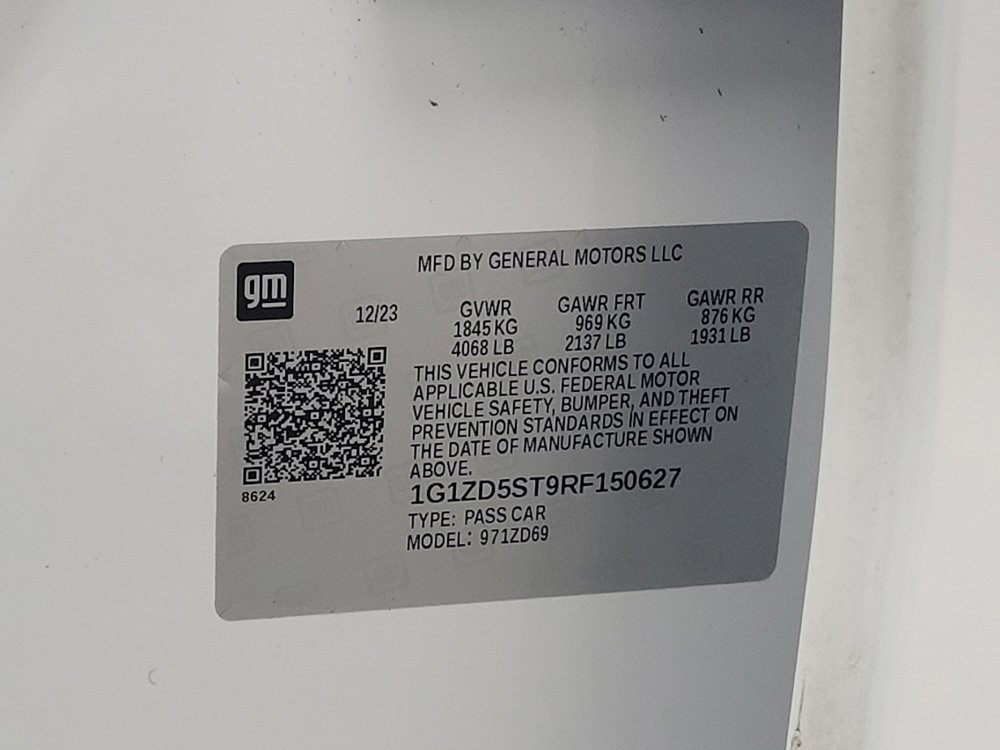 gm
MFD BY GENERAL MOTORS LLC
12/23
GVWR
1845 KG
4068 LB
GAWR FRT
969 KG
2137 LB
GAWR RR
876 KG
1931 LB
THIS VEHICLE CONFORMS TO ALL
APPLICABLE U.S. FEDERAL MOTOR
VEHICLE SAFETY, BUMPER, AND THEFT
PREVENTION STANDARDS IN EFFECT ON
THE DATE OF MANUFACTURE SHOWN
ABOVE.
8624
1G1ZD5ST9RF150627
TYPE: PASS CAR
MODEL: 971ZD69